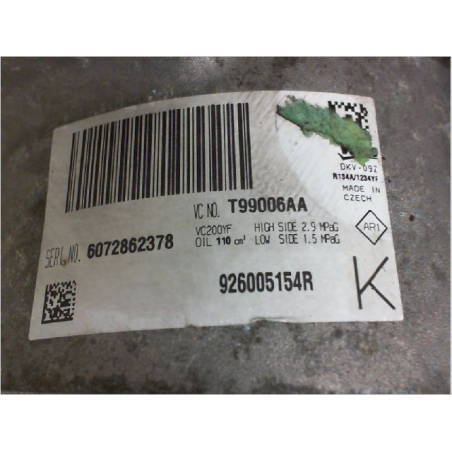 DKV-09Z
R134A/1234YF
MADE IN
CZECH
VC NO. T99006AA
SERI. NO. 6072862378
VC200YF HIGH SIDE 2.9 MPaG
OIL 110 cm³ LOW SIDE 1.5 MPaG
AR1
926005154R
K